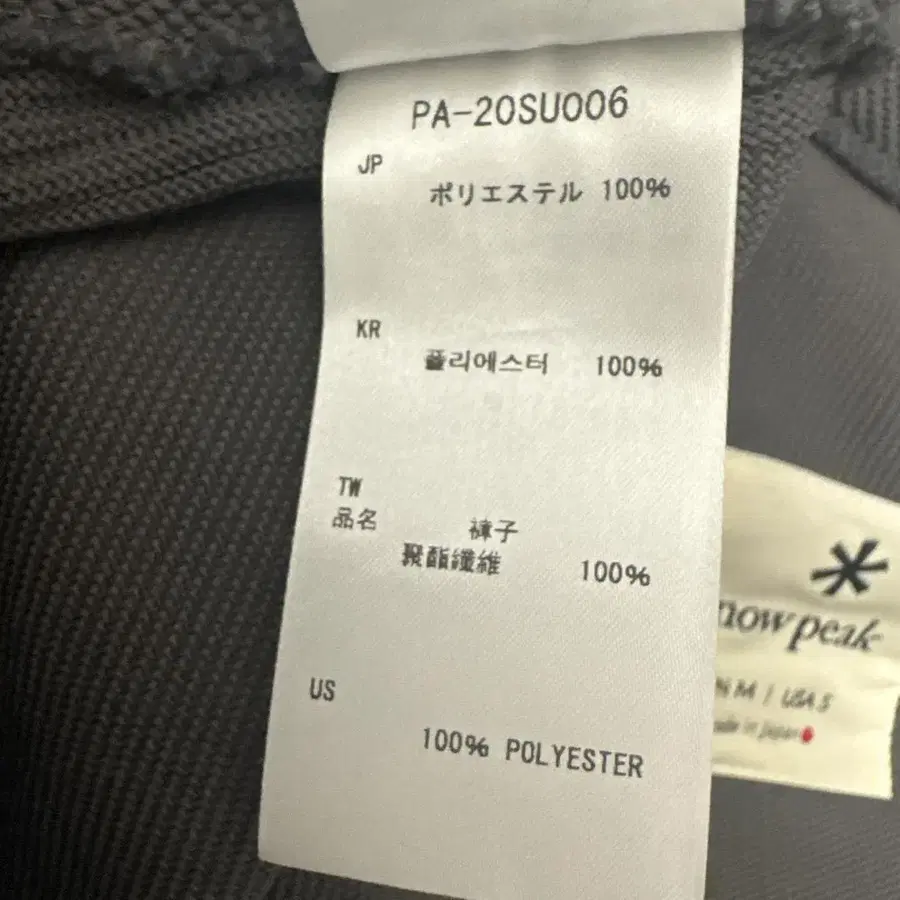 PA-20SU006
JP
ポリエステル 100%
KR
폴리에스터 100%
TW
品名 褲子
聚酯纖維 100%
US
100% POLYESTER
now peak
M / USA S
in Japan